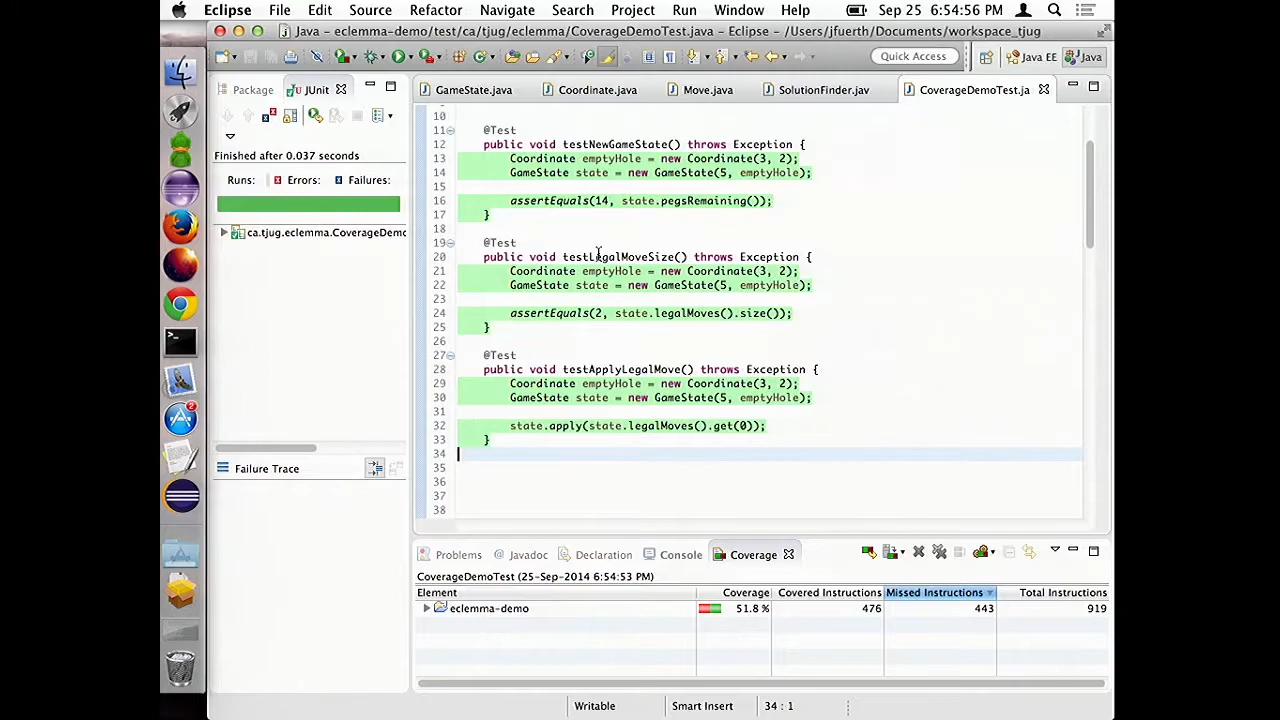 Eclipse File Edit Source Refactor Navigate Search Project Run Window Help Sep 25 6:54:56 PM
Java – eclemma-demo/test/ca/tjug/eclemma/CoverageDemoTest.java – Eclipse – /Users/jfuerth/Documents/workspace_tjug
Quick Access Java EE Java
Package JUnit
GameState.java Coordinate.java Move.java SolutionFinder.jav CoverageDemoTest.ja
Finished after 0.037 seconds
Runs: Errors: Failures:
ca.tjug.eclemma.CoverageDemo
Failure Trace
10
11 @Test
12 public void testNewGameState() throws Exception {
13 Coordinate emptyHole = new Coordinate(3, 2);
14 GameState state = new GameState(5, emptyHole);
15
16 assertEquals(14, state.pegsRemaining());
17 }
18
19 @Test
20 public void testLegalMoveSize() throws Exception {
21 Coordinate emptyHole = new Coordinate(3, 2);
22 GameState state = new GameState(5, emptyHole);
23
24 assertEquals(2, state.legalMoves().size());
25 }
26
27 @Test
28 public void testApplyLegalMove() throws Exception {
29 Coordinate emptyHole = new Coordinate(3, 2);
30 GameState state = new GameState(5, emptyHole);
31
32 state.apply(state.legalMoves().get(0));
33 }
34
35
36
37
38
Problems Javadoc Declaration Console Coverage
CoverageDemoTest (25-Sep-2014 6:54:53 PM)
Element Coverage Covered Instructions Missed Instructions Total Instructions
eclemma-demo 51.8 % 476 443 919
Writable Smart Insert 34 : 1
2